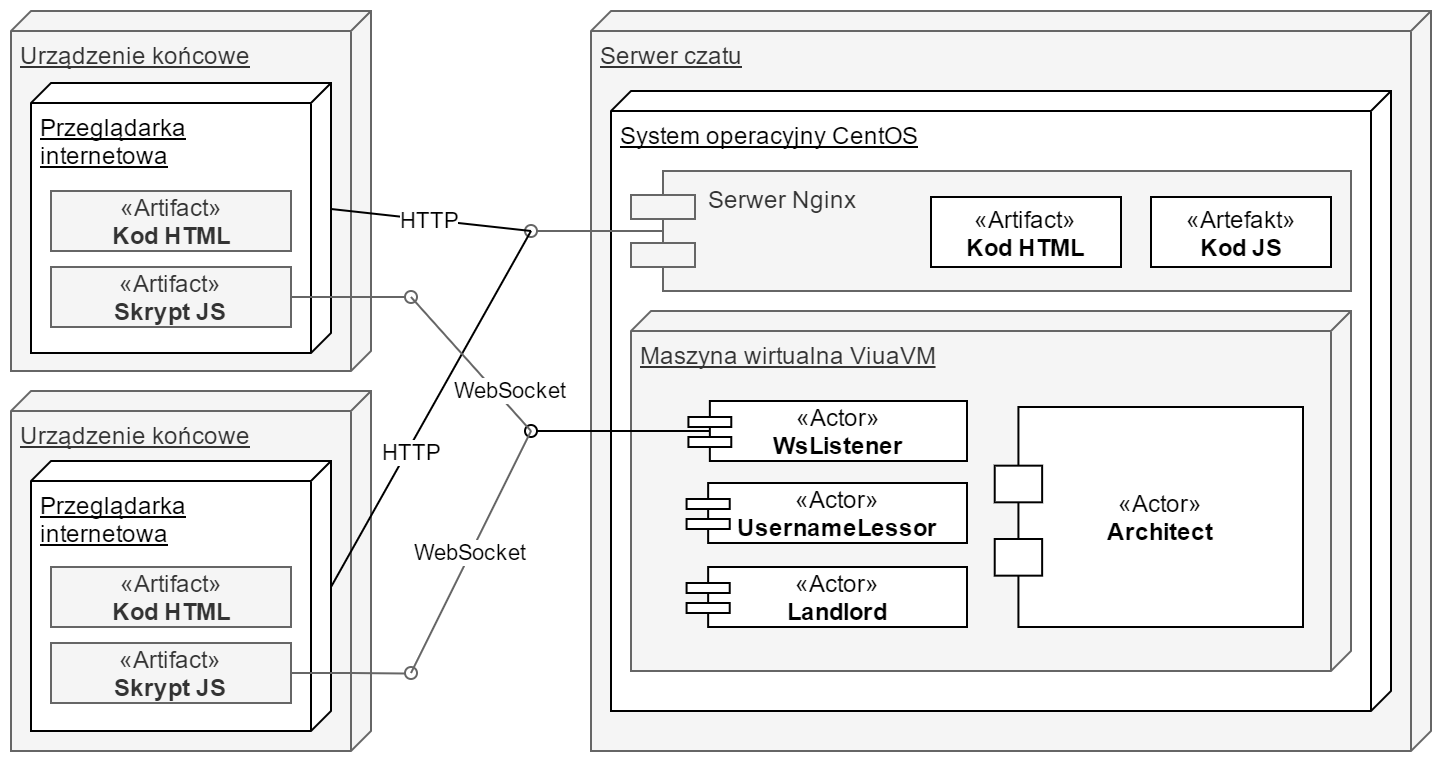 Urządzenie końcowe
Przeglądarka
internetowa
«Artifact»
Kod HTML
«Artifact»
Skrypt JS
Urządzenie końcowe
Przeglądarka
internetowa
«Artifact»
Kod HTML
«Artifact»
Skrypt JS
HTTP
WebSocket
HTTP
WebSocket
Serwer czatu
System operacyjny CentOS
Serwer Nginx
«Artifact»
Kod HTML
«Artefakt»
Kod JS
Maszyna wirtualna ViuaVM
«Actor»
WsListener
«Actor»
UsernameLessor
«Actor»
Landlord
«Actor»
Architect